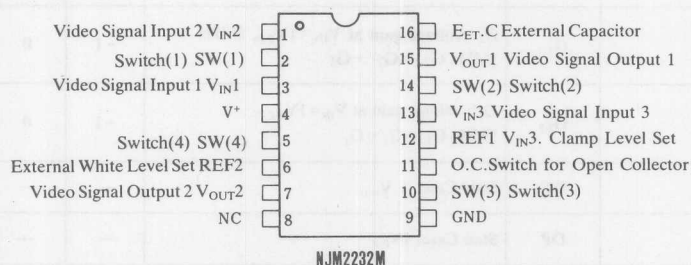 Video Signal Input 2 VIN2 1 16 EET.C External Capacitor
Switch(1) SW(1) 2 15 VOUT1 Video Signal Output 1
Video Signal Input 1 VIN1 3 14 SW(2) Switch(2)
V+ 4 13 VIN3 Video Signal Input 3
Switch(4) SW(4) 5 12 REF1 VIN3. Clamp Level Set
External White Level Set REF2 6 11 O.C.Switch for Open Collector
Video Signal Output 2 VOUT2 7 10 SW(3) Switch(3)
NC 8 9 GND
NJM2232M